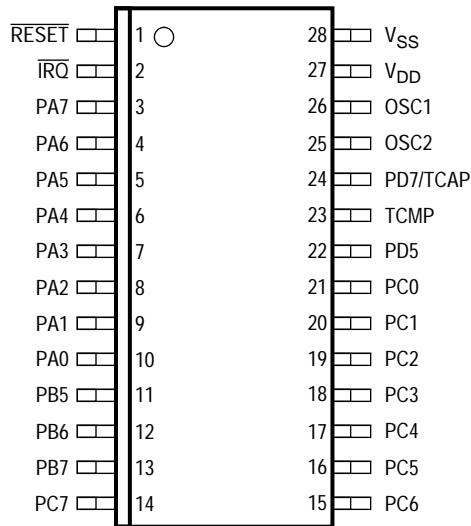 RESET 1 28 VSS
IRQ 2 27 VDD
PA7 3 26 OSC1
PA6 4 25 OSC2
PA5 5 24 PD7/TCAP
PA4 6 23 TCMP
PA3 7 22 PD5
PA2 8 21 PC0
PA1 9 20 PC1
PA0 10 19 PC2
PB5 11 18 PC3
PB6 12 17 PC4
PB7 13 16 PC5
PC7 14 15 PC6